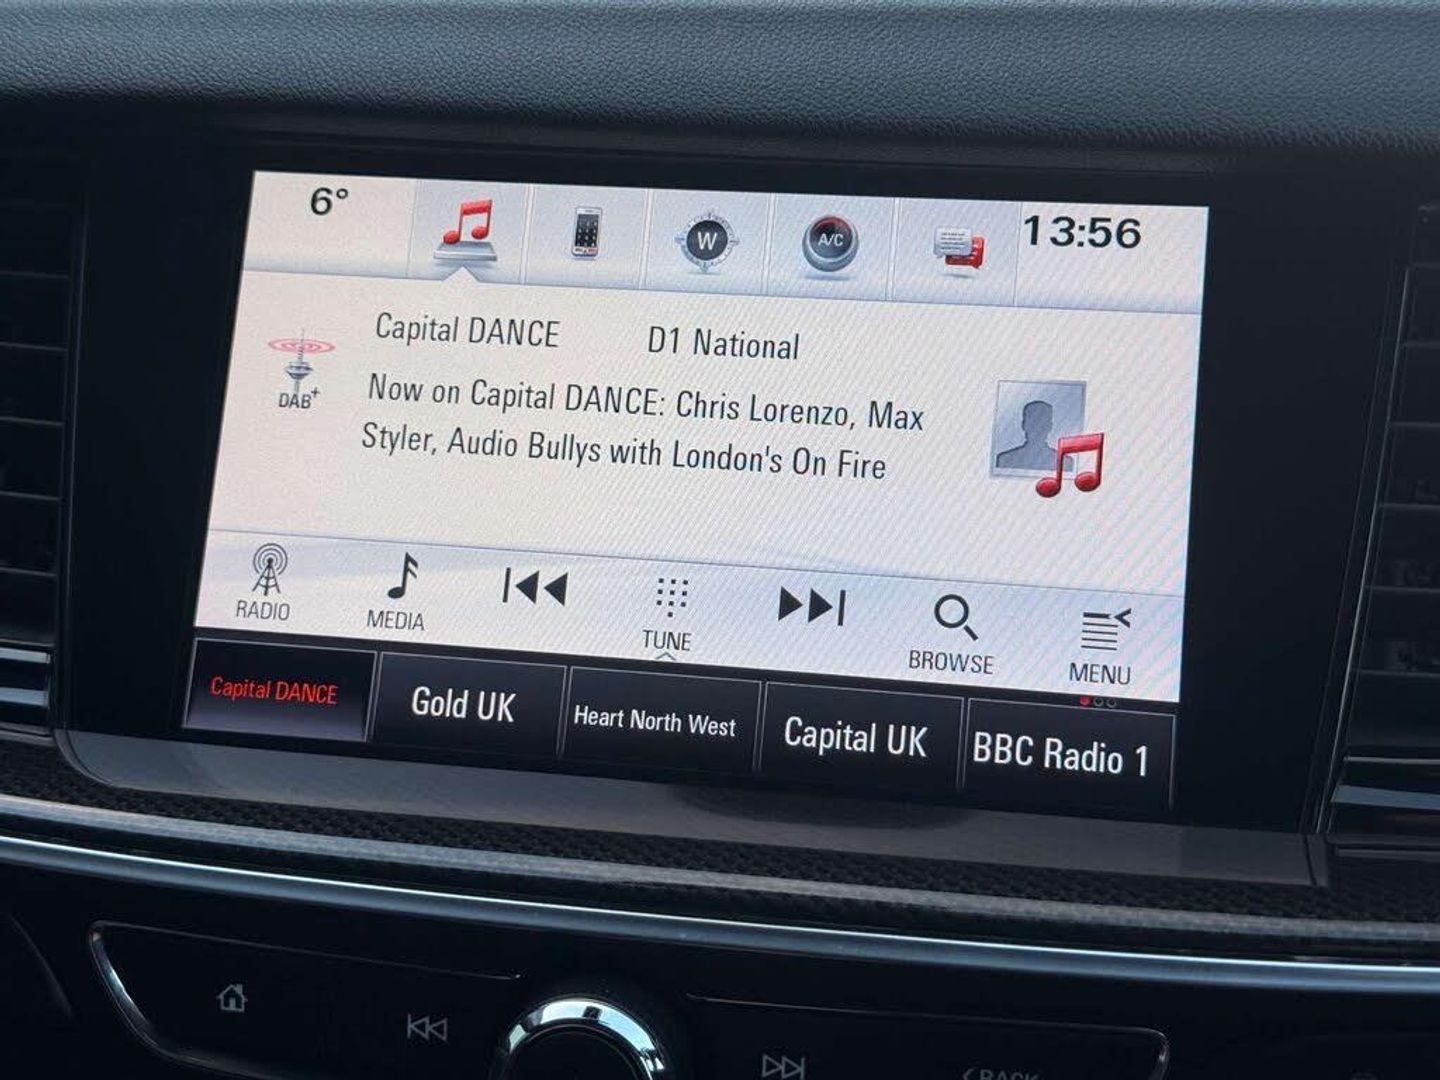 6°
W
A/C
13:56
Capital DANCE D1 National
DAB+
Now on Capital DANCE: Chris Lorenzo, Max
Styler, Audio Bullys with London's On Fire
RADIO
MEDIA
TUNE
BROWSE
MENU
Capital DANCE
Gold UK
Heart North West
Capital UK
BBC Radio 1
BACK